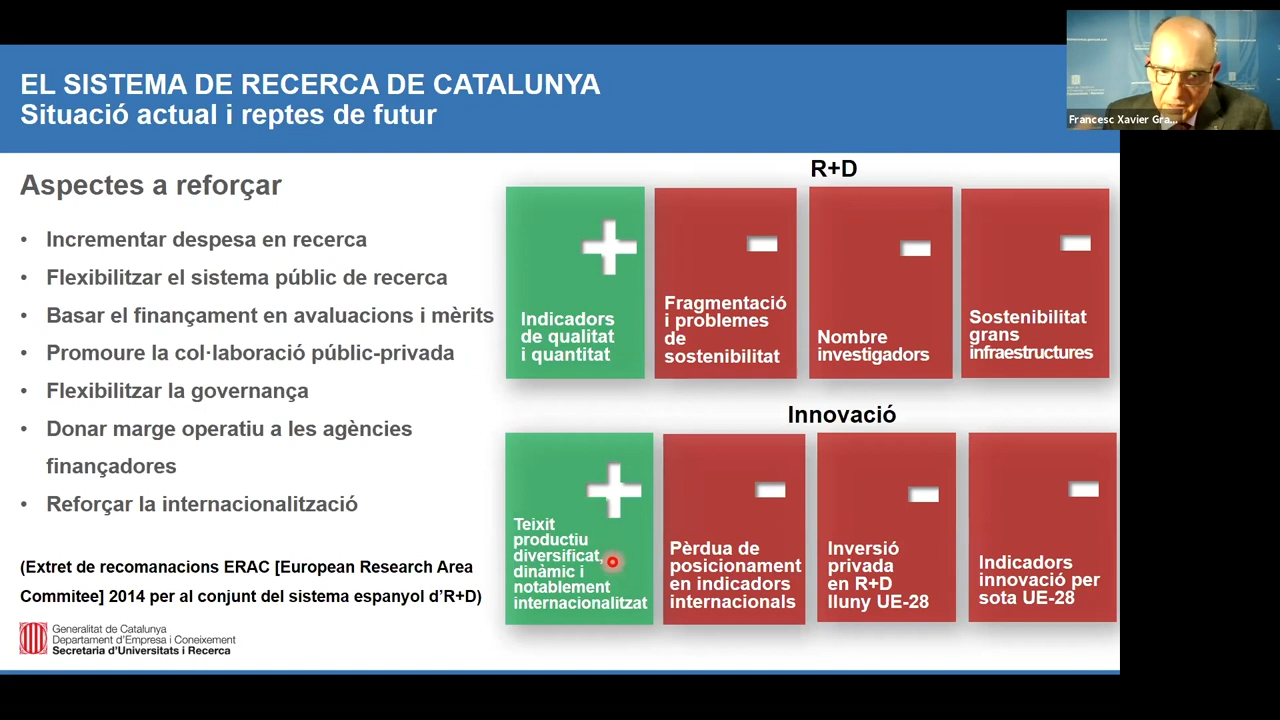 EL SISTEMA DE RECERCA DE CATALUNYA
Situació actual i reptes de futur
Francesc Xavier Gra...
Aspectes a reforçar
• Incrementar despesa en recerca
• Flexibilitzar el sistema públic de recerca
• Basar el finançament en avaluacions i mèrits
• Promoure la col·laboració públic-privada
• Flexibilitzar la governança
• Donar marge operatiu a les agències
finançadores
• Reforçar la internacionalització
(Extret de recomanacions ERAC [European Research Area
Commitee] 2014 per al conjunt del sistema espanyol d'R+D)
Generalitat de Catalunya
Departament d'Empresa i Coneixement
Secretaria d'Universitats i Recerca
R+D
Indicadors
de qualitat
i quantitat
Fragmentació
i problemes
de
sostenibilitat
Nombre
investigadors
Sostenibilitat
grans
infraestructures
Innovació
Teixit
productiu
diversificat,
dinàmic i
notablement
internacionalitzat
Pèrdua de
posicionament
en indicadors
internacionals
Inversió
privada
en R+D
lluny UE-28
Indicadors
innovació per
sota UE-28